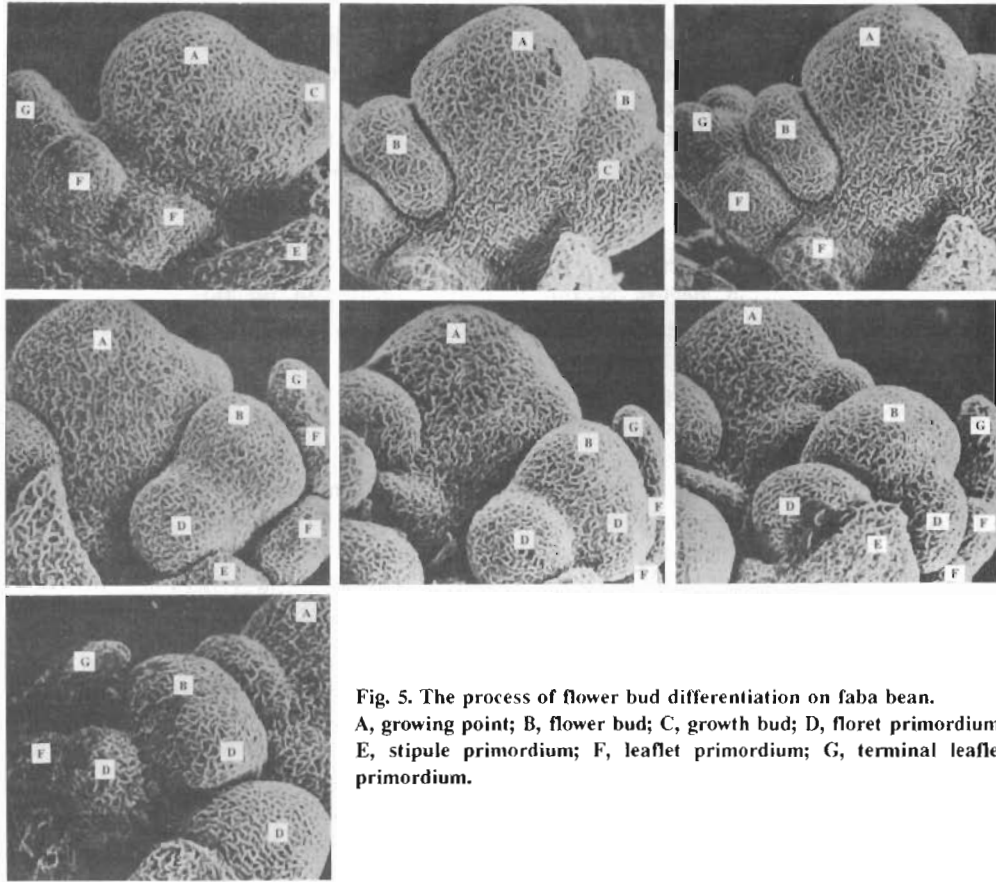 A
C
G
F
F
E
A
B
B
C
A
G
B
F
F
A
G
B
F
D
F
E
A
G
B
F
D
D
F
A
B
G
D
D
F
E
F
A
G
B
D
F
D
D
Fig. 5. The process of flower bud differentiation on faba bean.
A, growing point; B, flower bud; C, growth bud; D, floret primordium
E, stipule primordium; F, leaflet primordium; G, terminal leafle
primordium.